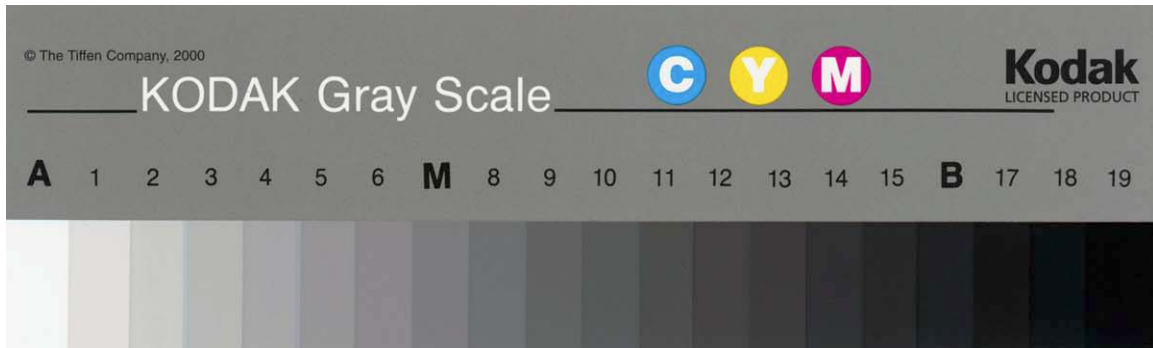 © The Tiffen Company, 2000
KODAK Gray Scale
C Y M
Kodak
LICENSED PRODUCT
A 1 2 3 4 5 6 M 8 9 10 11 12 13 14 15 B 17 18 19